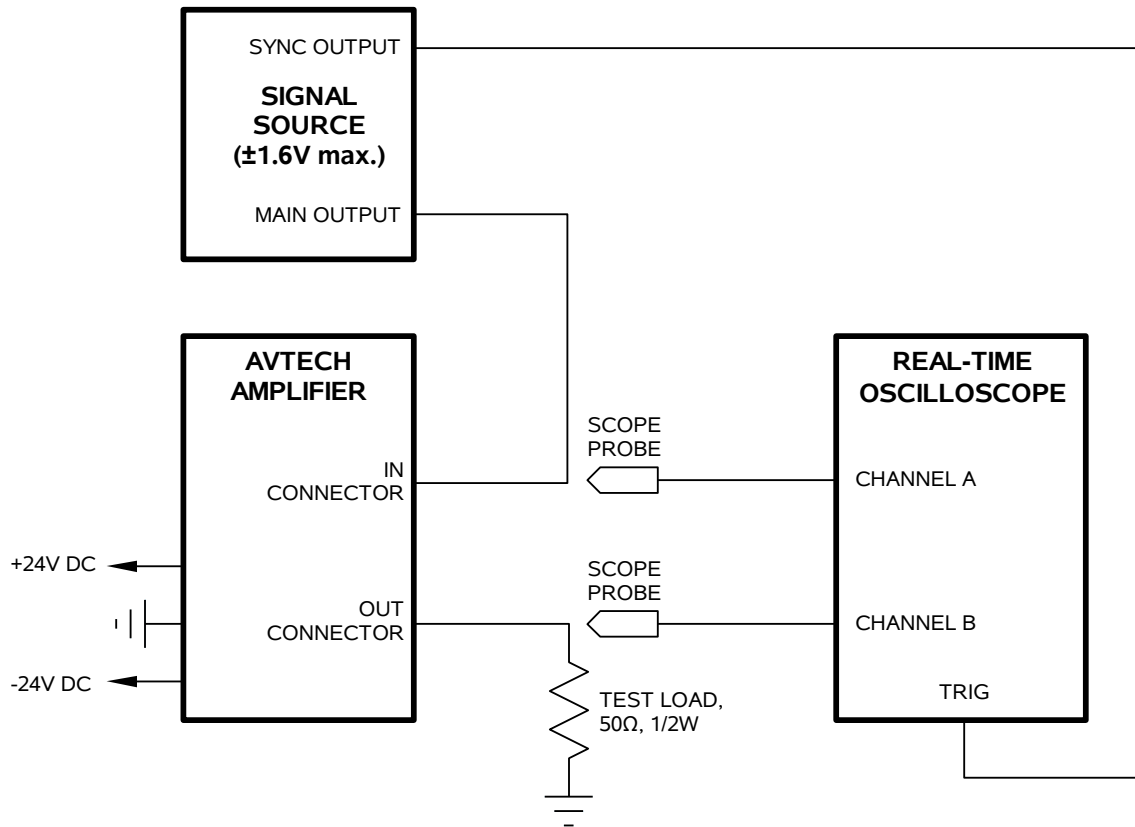 SYNC OUTPUT
SIGNAL
SOURCE
(±1.6V max.)
MAIN OUTPUT
AVTECH
AMPLIFIER
IN
CONNECTOR
OUT
CONNECTOR
+24V DC
-24V DC
SCOPE
PROBE
SCOPE
PROBE
TEST LOAD,
50Ω, 1/2W
REAL-TIME
OSCILLOSCOPE
CHANNEL A
CHANNEL B
TRIG